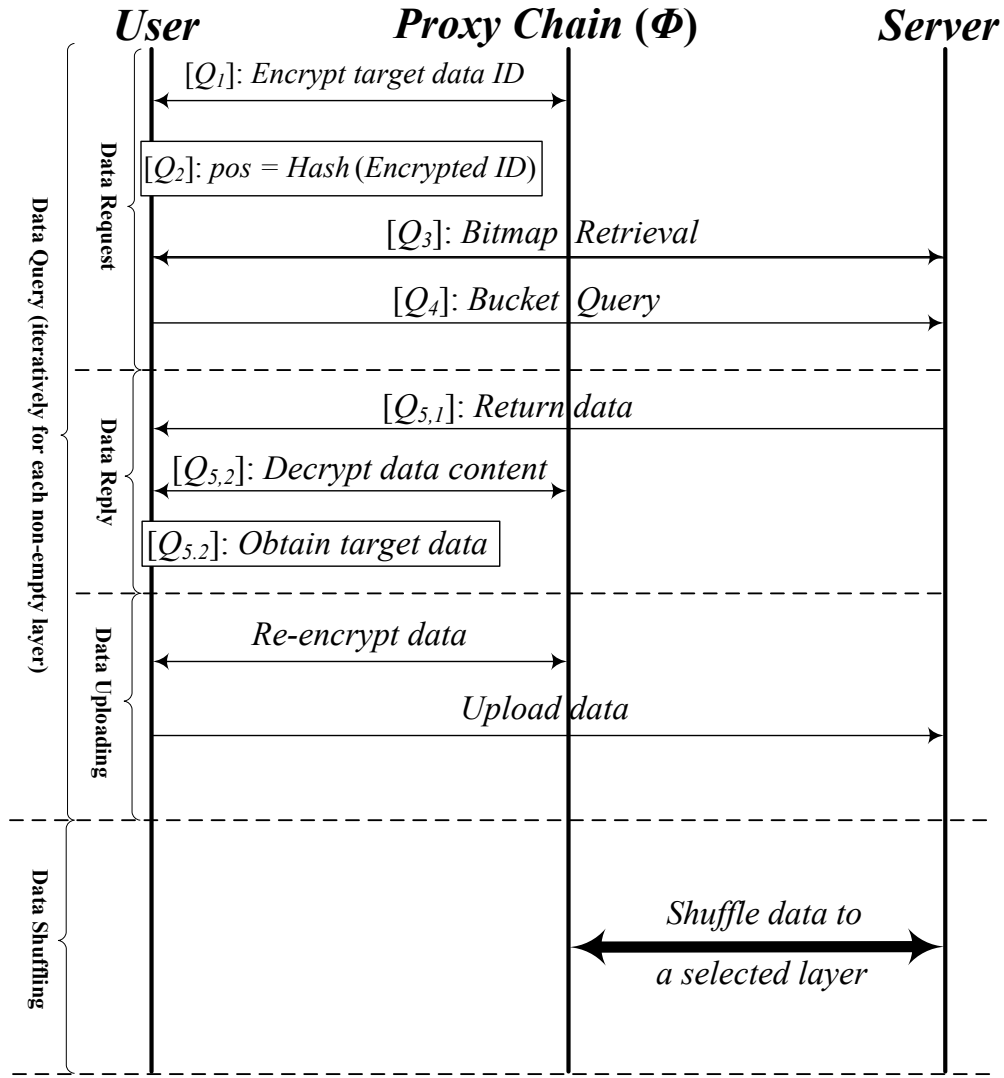 User Proxy Chain (Φ) Server
[Q1]: Encrypt target data ID
[Q2]: pos = Hash (Encrypted ID)
[Q3]: Bitmap Retrieval
[Q4]: Bucket Query
Data Request
[Q5,1]: Return data
[Q5,2]: Decrypt data content
[Q5.2]: Obtain target data
Data Reply
Re-encrypt data
Upload data
Data Uploading
Data Query (iteratively for each non-empty
layer)
Shuffle data to
a selected layer
Data Shuffling